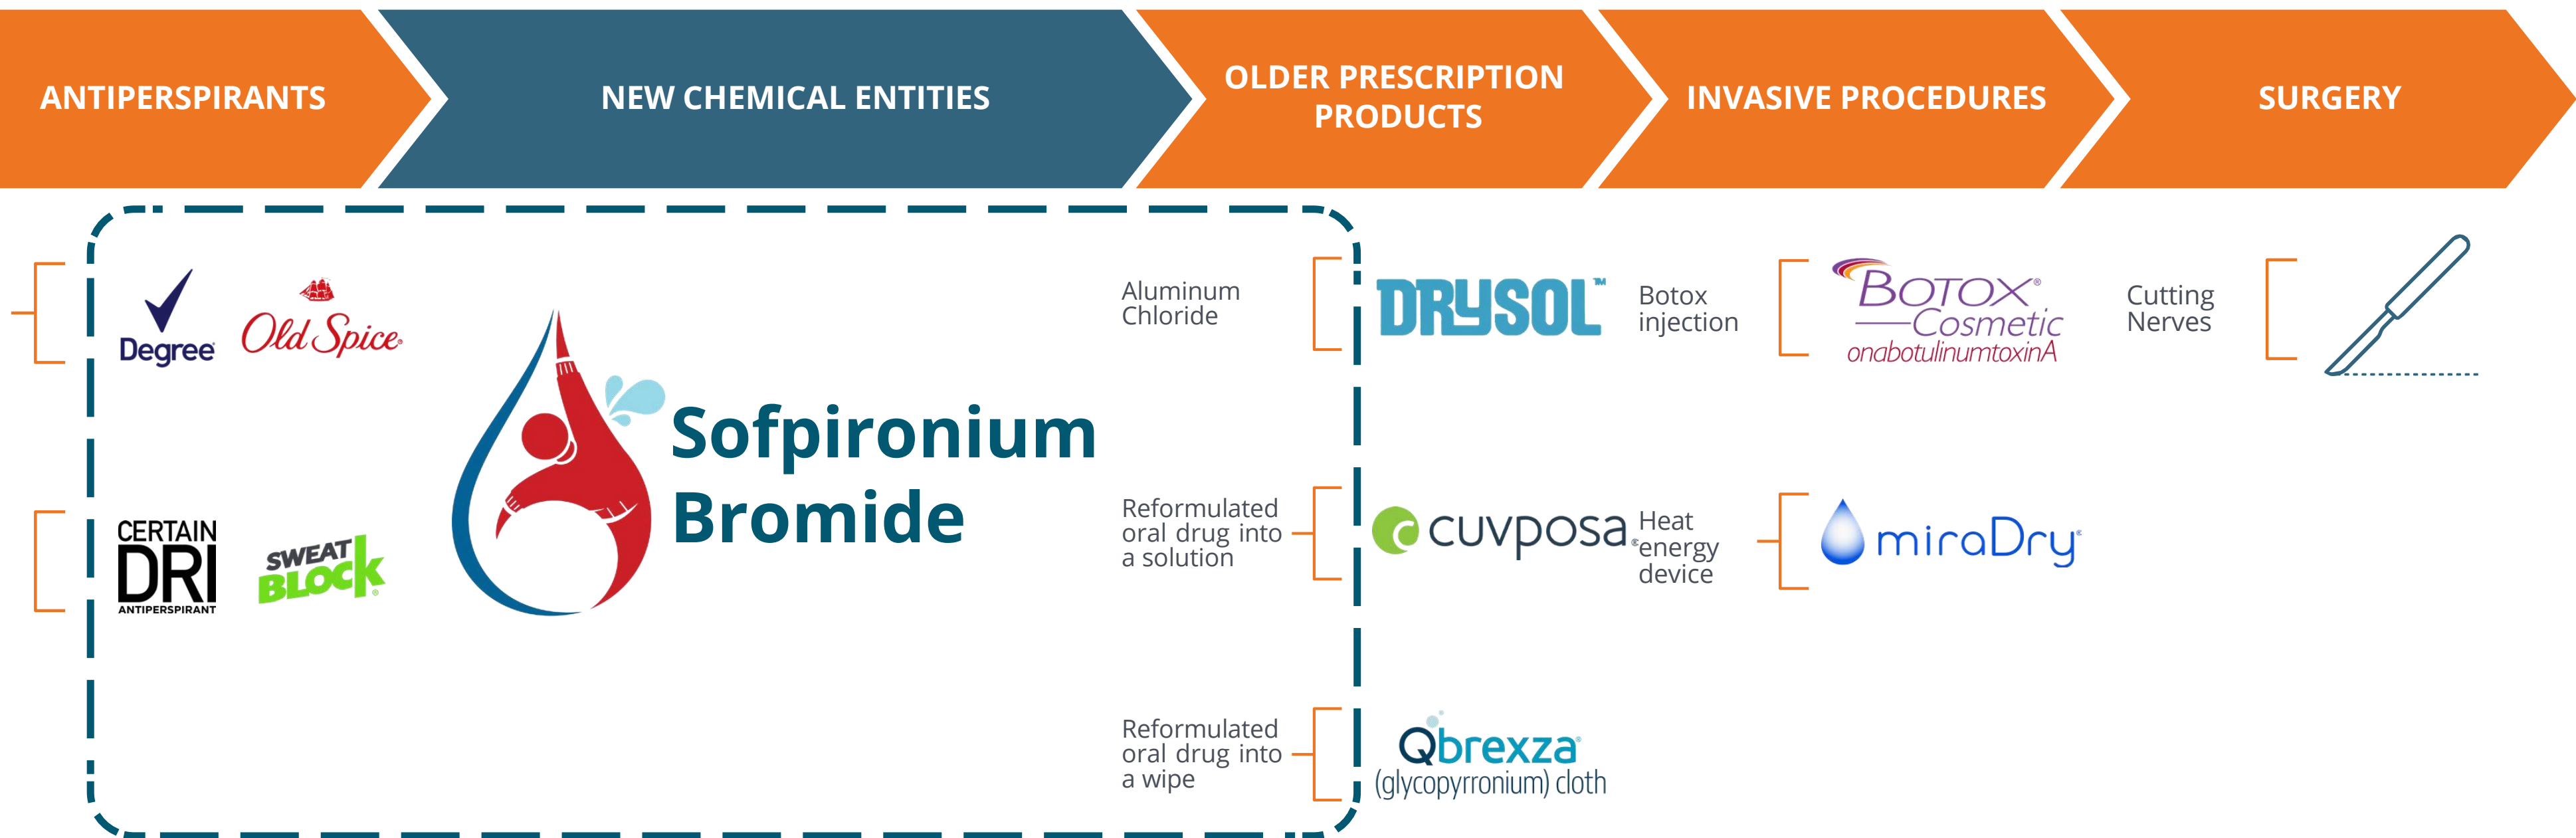 ANTIPERSPIRANTS
NEW CHEMICAL ENTITIES
OLDER PRESCRIPTION
PRODUCTS
INVASIVE PROCEDURES
SURGERY
Degree
Old Spice®
CERTAIN
DRI
ANTIPERSPIRANT
SWEAT
BLOCK®
Sofpironium
Bromide
Aluminum
Chloride
DRYSOL™
Reformulated
oral drug into
a solution
cuvposa®
Reformulated
oral drug into
a wipe
Qbrexza®
(glycopyrronium) cloth
Botox
injection
BOTOX®
Cosmetic
onabotulinumtoxinA
Heat
energy
device
miraDry®
Cutting
Nerves